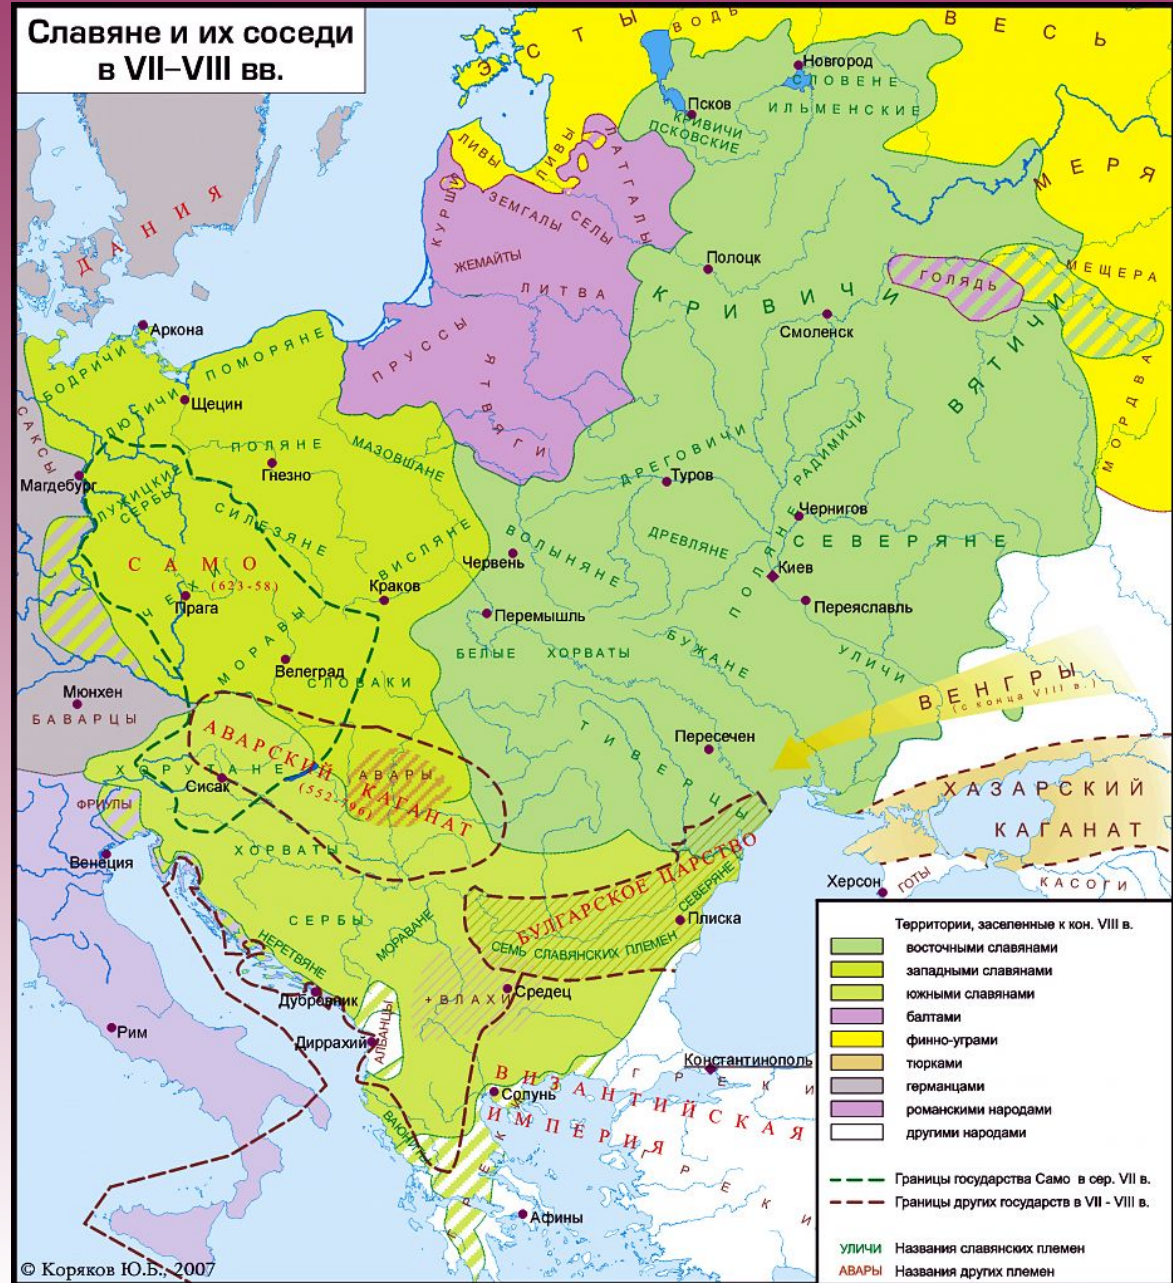 Славяне и их соседи
в VII–VIII вв.
ЭСТЫ
ВОДЬ
ВЕСЬ
Новгород
СЛОВЕНЕ
ИЛЬМЕНСКИЕ
Псков
КРИВИЧИ
ПСКОВСКИЕ
ЛИВЫ
ЛИВЫ
ЛАТГАЛЫ
МЕРЯ
КУРШИ
ЗЕМГАЛЫ
СЕЛЫ
ДАНИЯ
ЖЕМАЙТЫ
ЛИТВА
Полоцк
МЕЩЕРА
ГОЛЯДЬ
КРИВИЧИ
Смоленск
ВЯТИЧИ
Аркона
ПРУССЫ
ЯТВЯГИ
БОДРИЧИ
ПОМОРЯНЕ
МОРДВА
ЛЮТИЧИ
Щецин
САКСЫ
ПОЛЯНЕ
МАЗОВШАНЕ
Гнезно
ДРЕГОВИЧИ
РАДИМИЧИ
Туров
Магдебург
ЛУЖИЦКИЕ
СЕРБЫ
СИЛЕЗЯНЕ
Чернигов
СЕВЕРЯНЕ
ВИСЛЯНЕ
ВОЛЫНЯНЕ
ДРЕВЛЯНЕ
ПОЛЯНЕ
САМО
(623-58)
Червень
Киев
ЧЕХИ
Прага
Краков
Перемышль
Переяславль
МОРАВЫ
БЕЛЫЕ ХОРВАТЫ
БУЖАНЕ
УЛИЧИ
Велеград
СЛОВАКИ
ВЕНГРЫ
(с конца VIII в.)
Мюнхен
БАВАРЦЫ
АВАРСКИЙ КАГАНАТ
(552-796)
АВАРЫ
ТИВЕРЦЫ
Пересечен
ХОРУТАНЕ
Сисак
ХАЗАРСКИЙ
КАГАНАТ
ФРИУЛЫ
Венеция
ХОРВАТЫ
БУЛГАРСКОЕ ЦАРСТВО
Херсон
ГОТЫ
КАСОГИ
СЕРБЫ
МОРАВАНЕ
СЕВЕРЯНЕ
Плиска
СЕМЬ СЛАВЯНСКИХ ПЛЕМЕН
НЕРЕТВЯНЕ
Дубровник
+ ВЛАХИ
Средец
Рим
Диррахий
АЛБАНЦЫ
Константинополь
ГРЕКИ
ВИЗАНТИЙСКАЯ
ИМПЕРИЯ
Солунь
ВАЮНИТЫ
ГРЕКИ
ГРЕКИ
Афины
Территории, заселенные к кон. VIII в.
восточными славянами
западными славянами
южными славянами
балтами
финно-уграми
тюрками
германцами
романскими народами
другими народами
Границы государства Само в сер. VII в.
Границы других государств в VII - VIII в.
УЛИЧИ Названия славянских племен
АВАРЫ Названия других племен
© Коряков Ю.Б., 2007